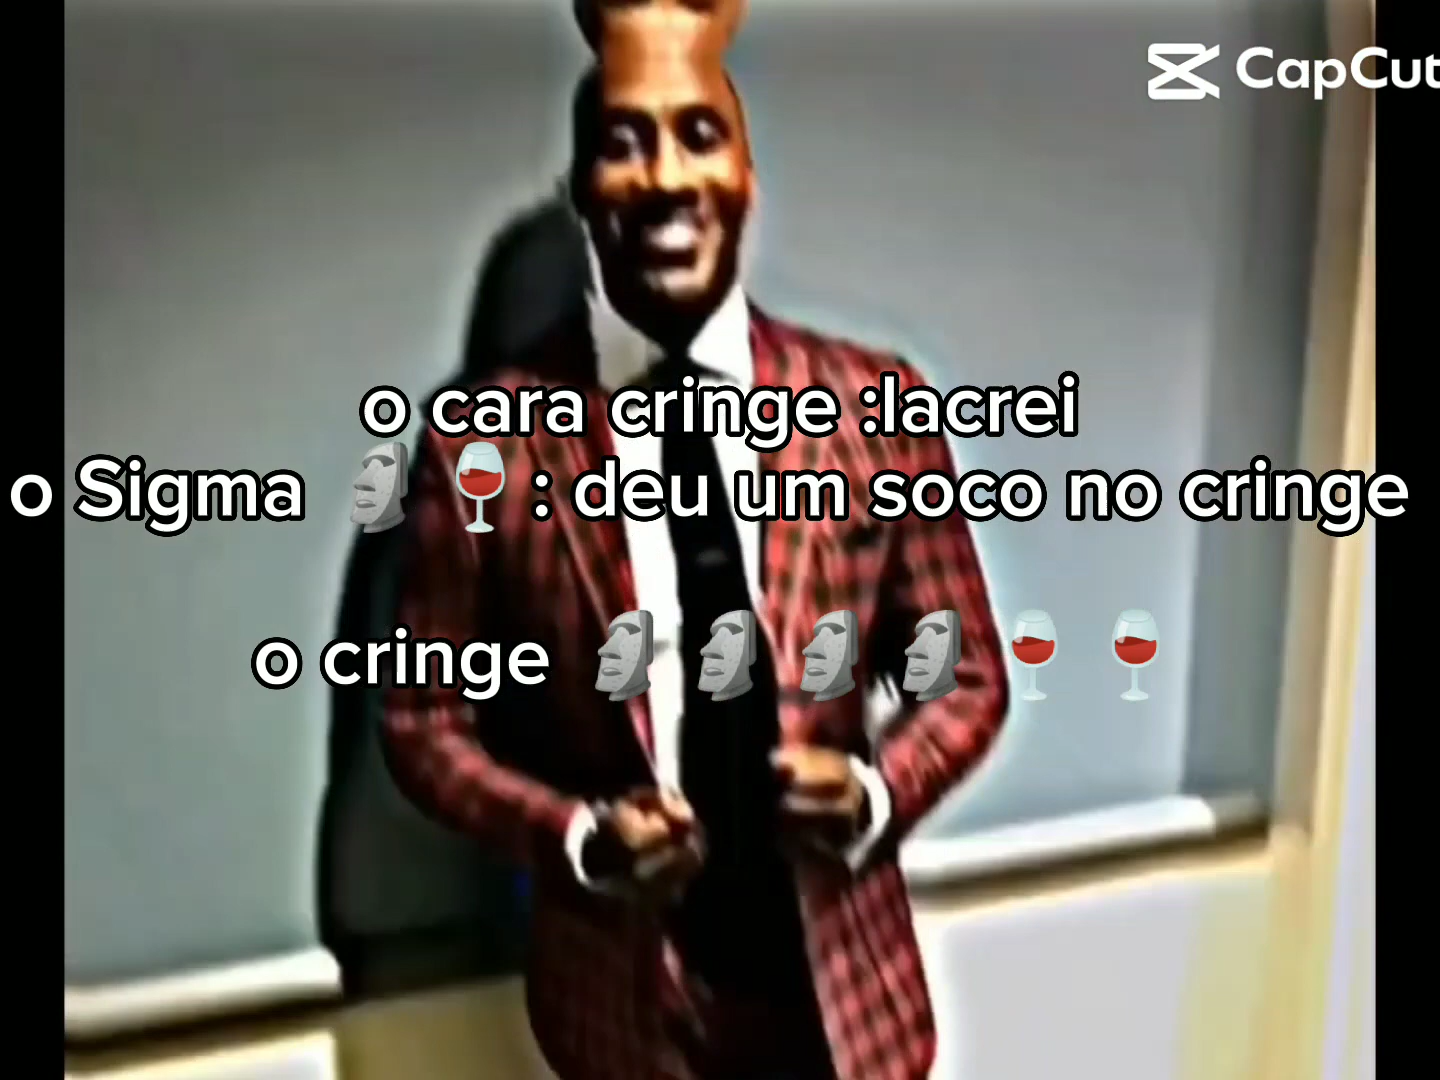 CapCut
o cara cringe :lacrei
o Sigma 🗿🍷: deu um soco no cringe
o cringe 🗿🗿🗿🗿🍷🍷